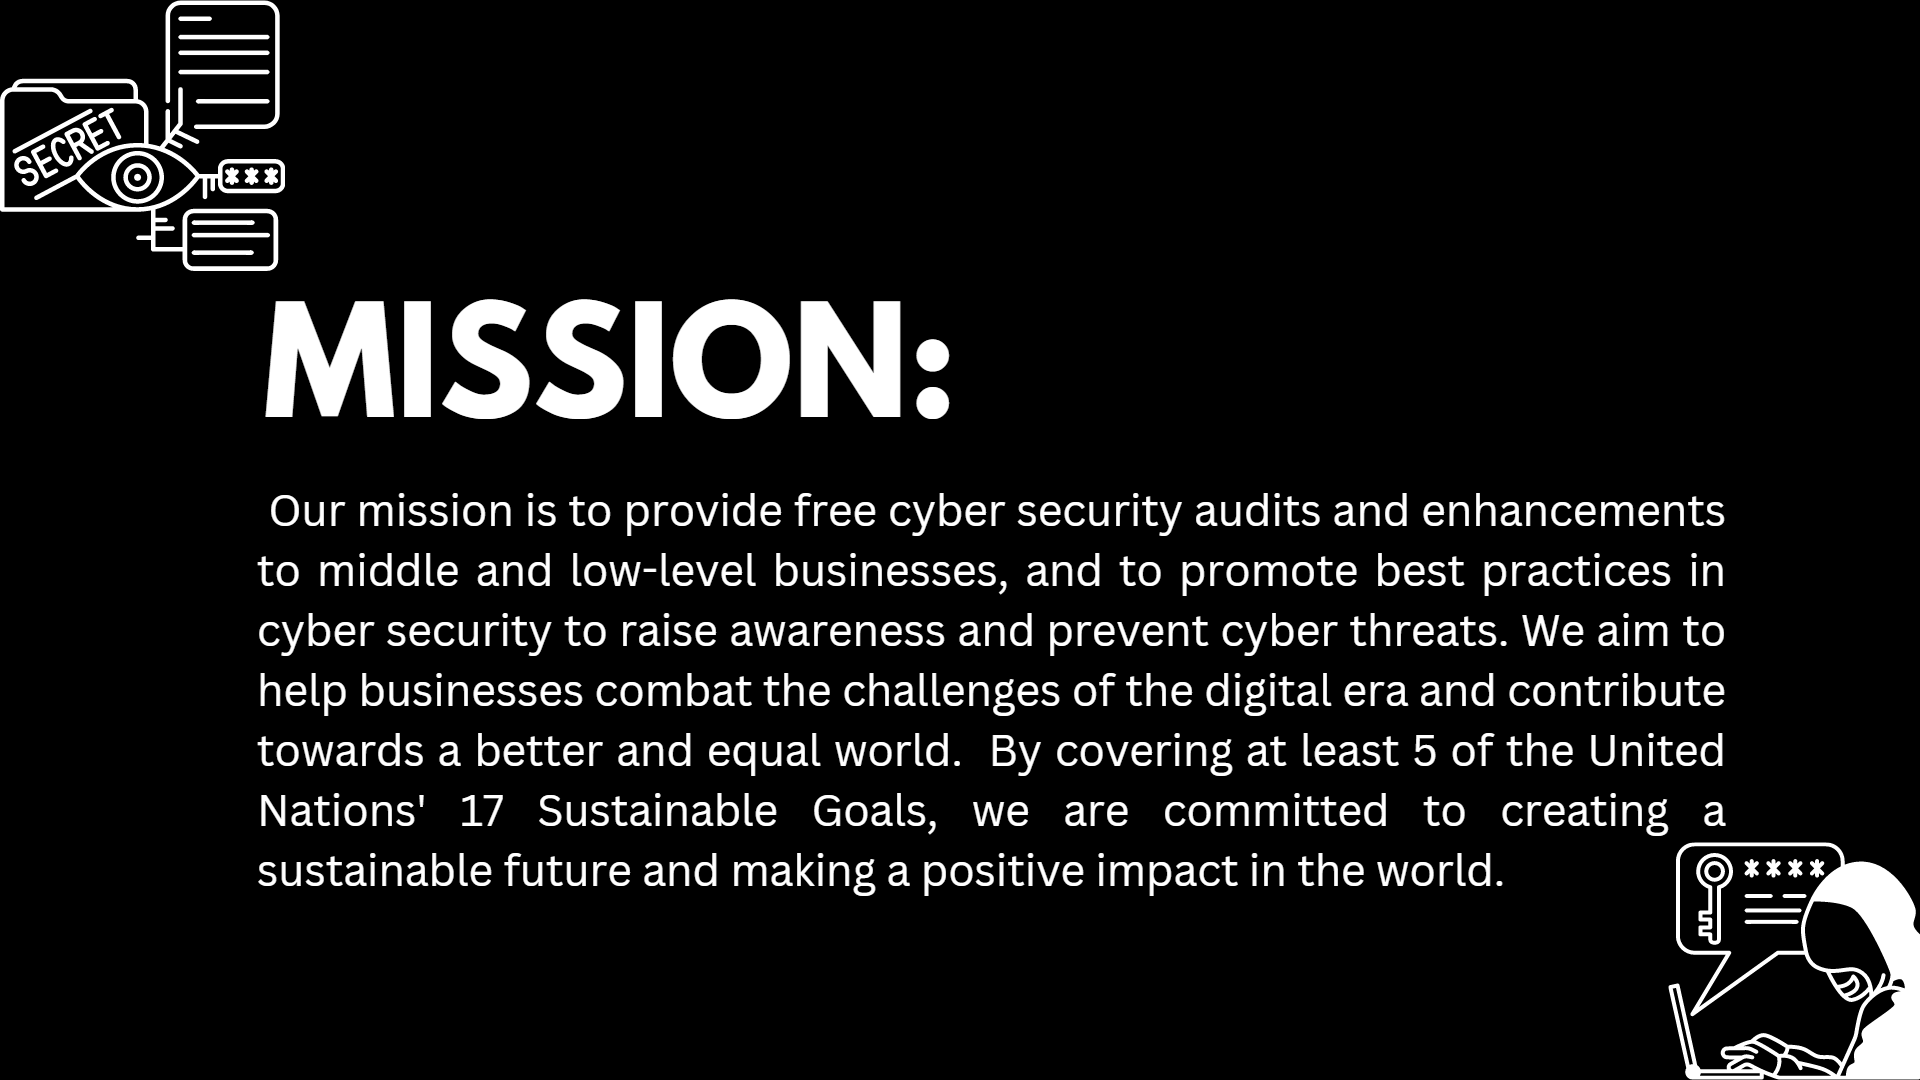 SECRET
***
MISSION:
Our mission is to provide free cyber security audits and enhancements
to middle and low-level businesses, and to promote best practices in
cyber security to raise awareness and prevent cyber threats. We aim to
help businesses combat the challenges of the digital era and contribute
towards a better and equal world.  By covering at least 5 of the United
Nations' 17 Sustainable Goals, we are committed to creating a
sustainable future and making a positive impact in the world.
****